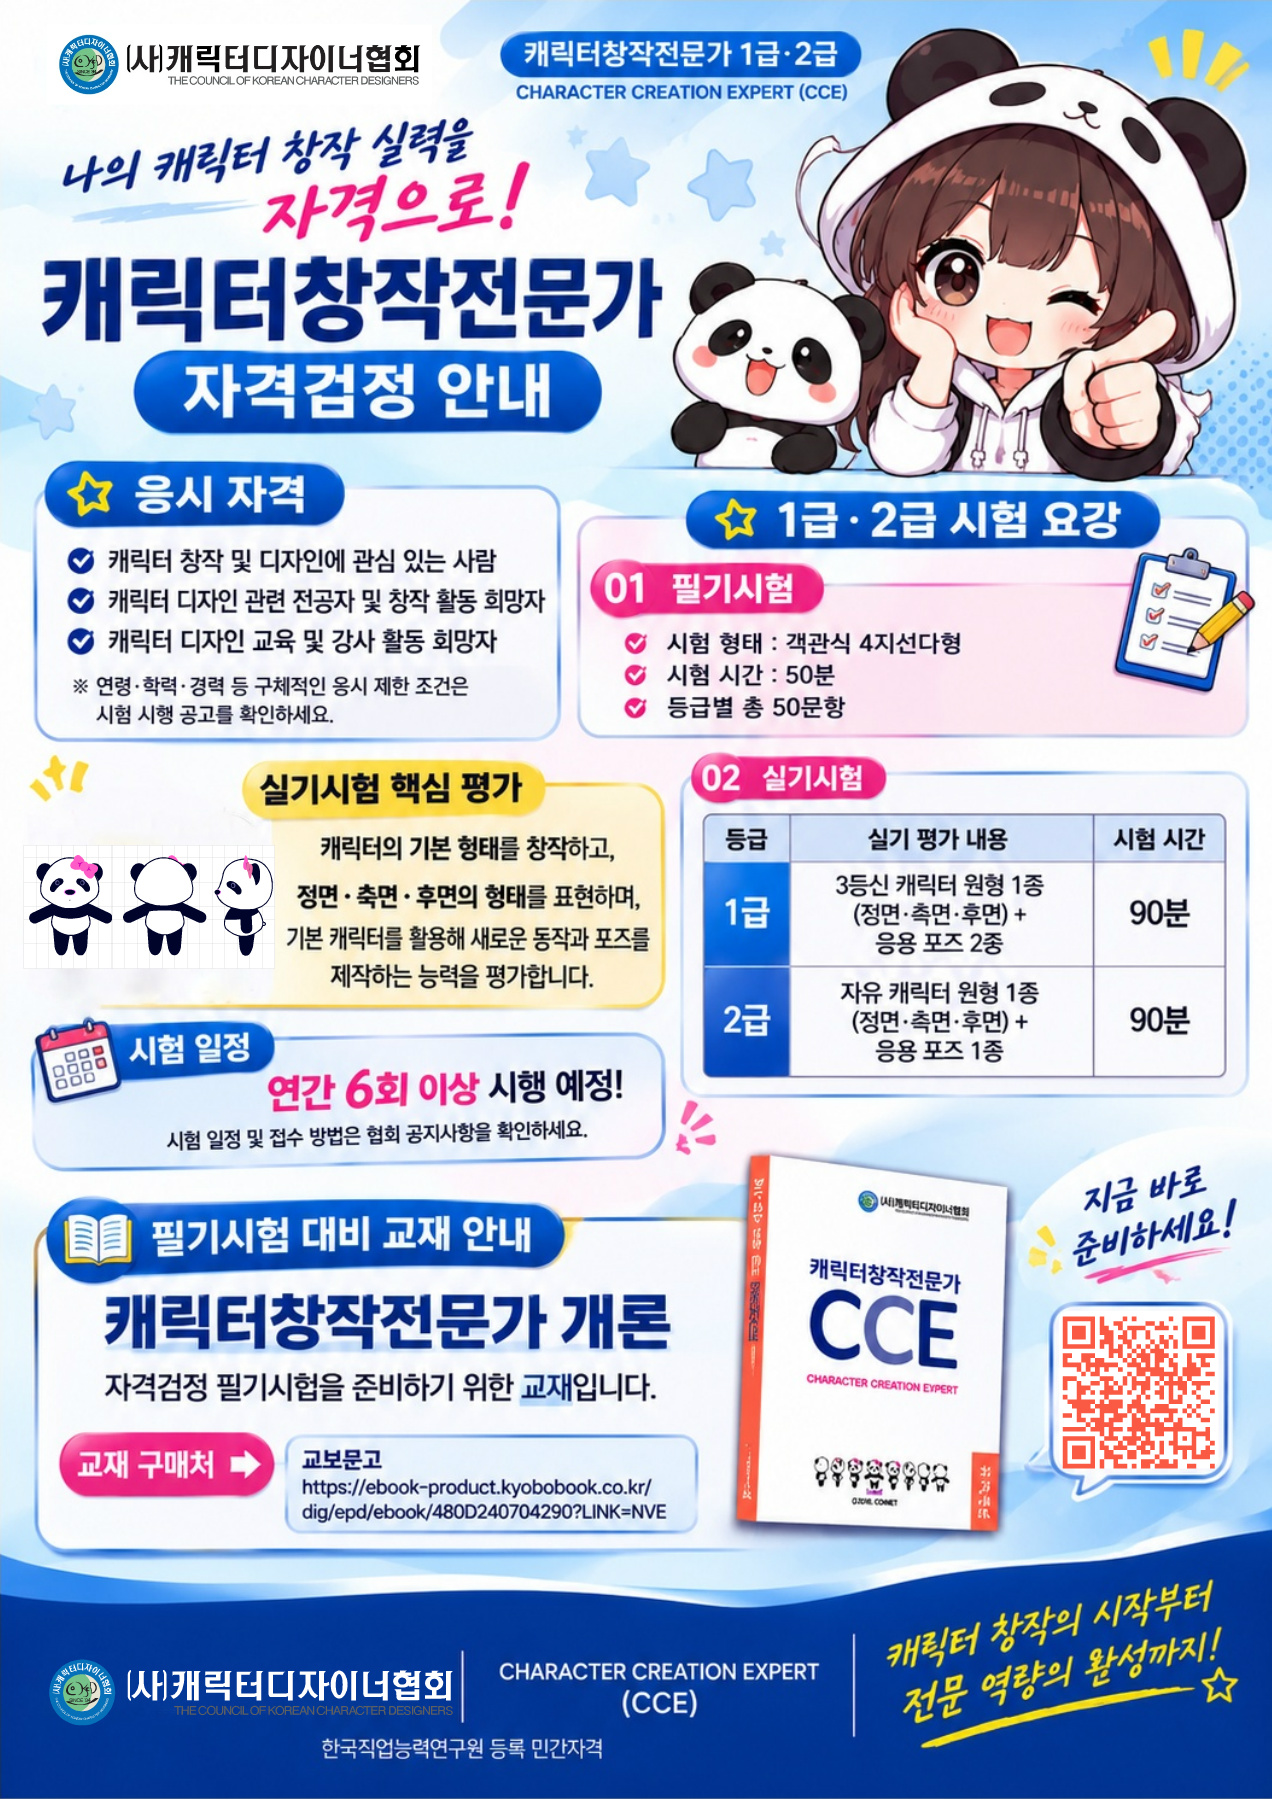 (사)캐릭터디자이너협회
THE COUNCIL OF KOREAN CHARACTER DESIGNERS
캐릭터창작전문가 1급·2급
CHARACTER CREATION EXPERT (CCE)
나의 캐릭터 창작 실력을
자격으로!
캐릭터창작전문가
자격검정 안내
응시 자격
캐릭터 창작 및 디자인에 관심 있는 사람
캐릭터 디자인 관련 전공자 및 창작 활동 희망자
캐릭터 디자인 교육 및 강사 활동 희망자
※ 연령·학력·경력 등 구체적인 응시 제한 조건은
시험 시행 공고를 확인하세요.
1급 · 2급 시험 요강
01 필기시험
시험 형태 : 객관식 4지선다형
시험 시간 : 50분
등급별 총 50문항
실기시험 핵심 평가
캐릭터의 기본 형태를 창작하고,
정면 · 축면 · 후면의 형태를 표현하며,
기본 캐릭터를 활용해 새로운 동작과 포즈를
제작하는 능력을 평가합니다.
02 실기시험
등급 실기 평가 내용 시험 시간
1급 3등신 캐릭터 원형 1종 90분
(정면·측면·후면) +
응용 포즈 2종
2급 자유 캐릭터 원형 1종 90분
(정면·측면·후면) +
응용 포즈 1종
시험 일정
연간 6회 이상 시행 예정!
시험 일정 및 접수 방법은 협회 공지사항을 확인하세요.
필기시험 대비 교재 안내
캐릭터창작전문가 개론
자격검정 필기시험을 준비하기 위한 교재입니다.
교재 구매처
교보문고
https://ebook-product.kyobobook.co.kr/
dig/epd/ebook/480D240704290?LINK=NVE
(사)캐릭터디자이너협회
캐릭터창작전문가
CCE
CHARACTER CREATION EXPERT
지금 바로
준비하세요!
(사)캐릭터디자이너협회
THE COUNCIL OF KOREAN CHARACTER DESIGNERS
CHARACTER CREATION EXPERT
(CCE)
한국직업능력연구원 등록 민간자격
캐릭터 창작의 시작부터
전문 역량의 완성까지!